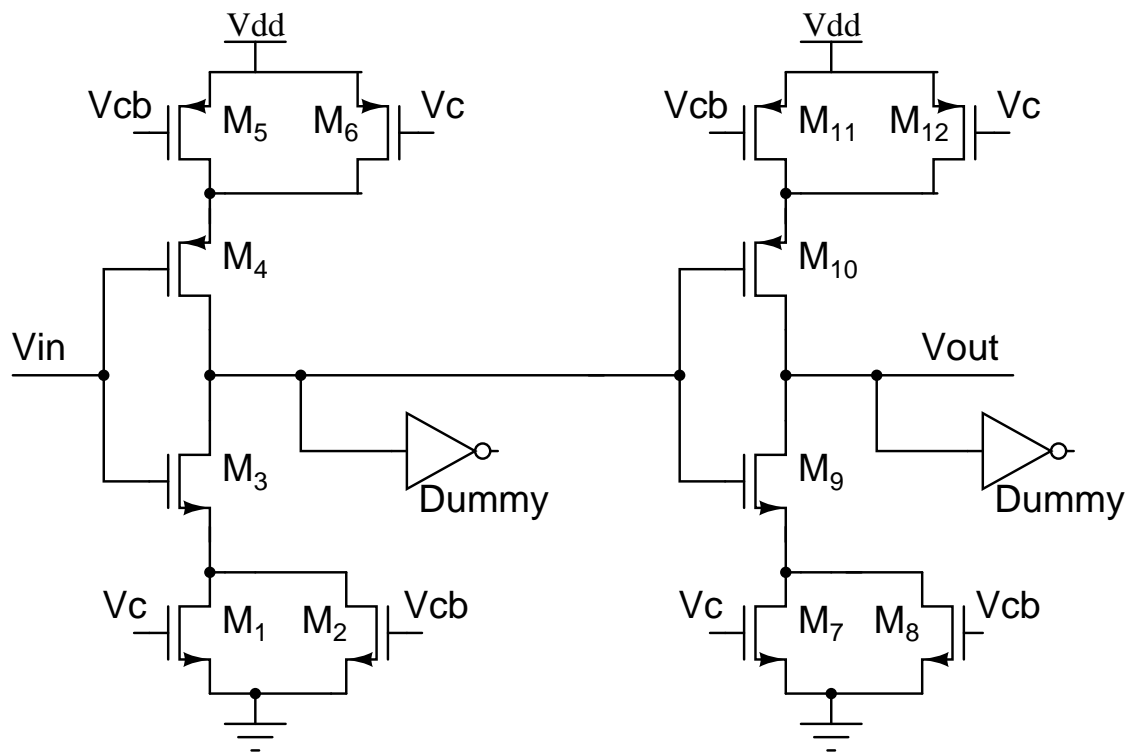 Vdd Vdd
Vcb M5 M6 Vc Vcb M11 M12 Vc
M4 M10
Vin Vout
M3 M9
Dummy Dummy
Vc M1 M2 Vcb Vc M7 M8 Vcb